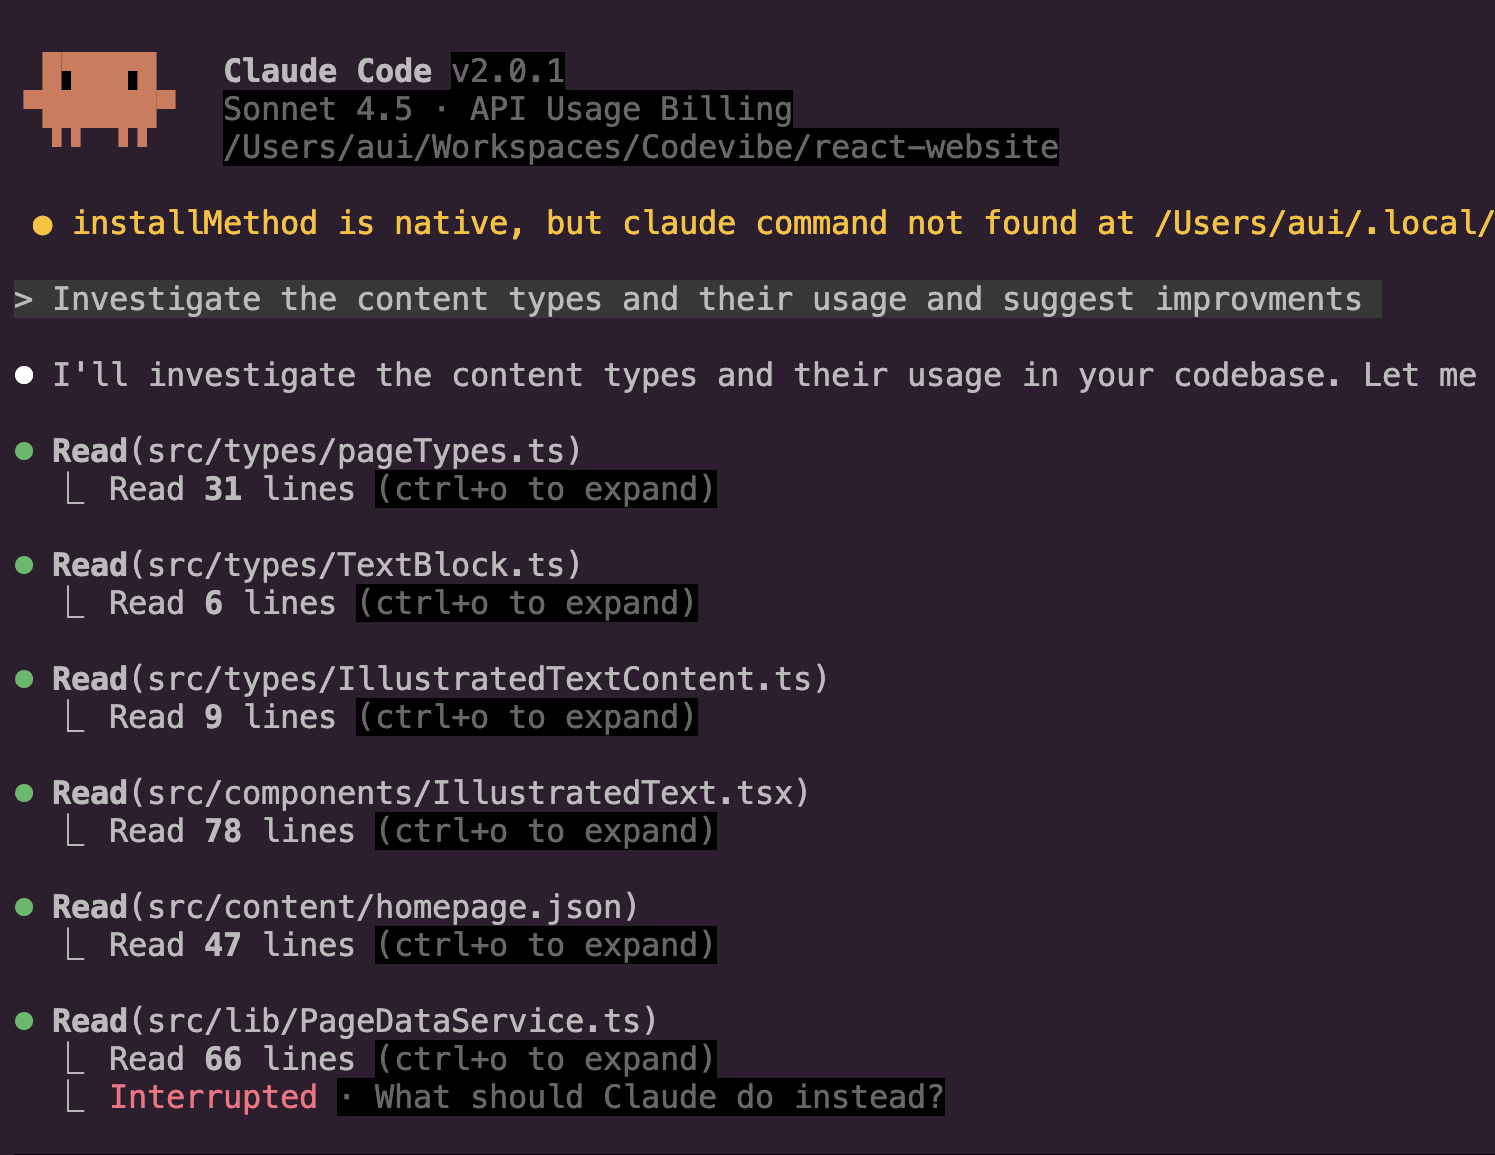 Claude Code v2.0.1
Sonnet 4.5 · API Usage Billing
/Users/aui/Workspaces/Codevibe/react-website
● installMethod is native, but claude command not found at /Users/aui/.local/
> Investigate the content types and their usage and suggest improvments
● I'll investigate the content types and their usage in your codebase. Let me
● Read(src/types/pageTypes.ts)
⎿ Read 31 lines (ctrl+o to expand)
● Read(src/types/TextBlock.ts)
⎿ Read 6 lines (ctrl+o to expand)
● Read(src/types/IllustratedTextContent.ts)
⎿ Read 9 lines (ctrl+o to expand)
● Read(src/components/IllustratedText.tsx)
⎿ Read 78 lines (ctrl+o to expand)
● Read(src/content/homepage.json)
⎿ Read 47 lines (ctrl+o to expand)
● Read(src/lib/PageDataService.ts)
⎿ Read 66 lines (ctrl+o to expand)
⎿ Interrupted · What should Claude do instead?